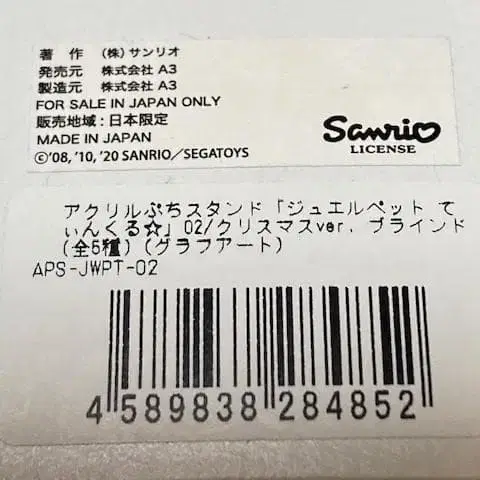 著 作 (株) サンリオ
発売元 株式会社 A3
製造元 株式会社 A3
FOR SALE IN JAPAN ONLY
販売地域:日本限定
MADE IN JAPAN
©'08, '10, '20 SANRIO/SEGATOYS
Sanrio
LICENSE
アクリルぷちスタンド「ジュエルペット て
ぃんくる☆」02/クリスマスver. ブラインド
(全5種)(グラフアート)
APS-JWPT-02
4 589838 284852